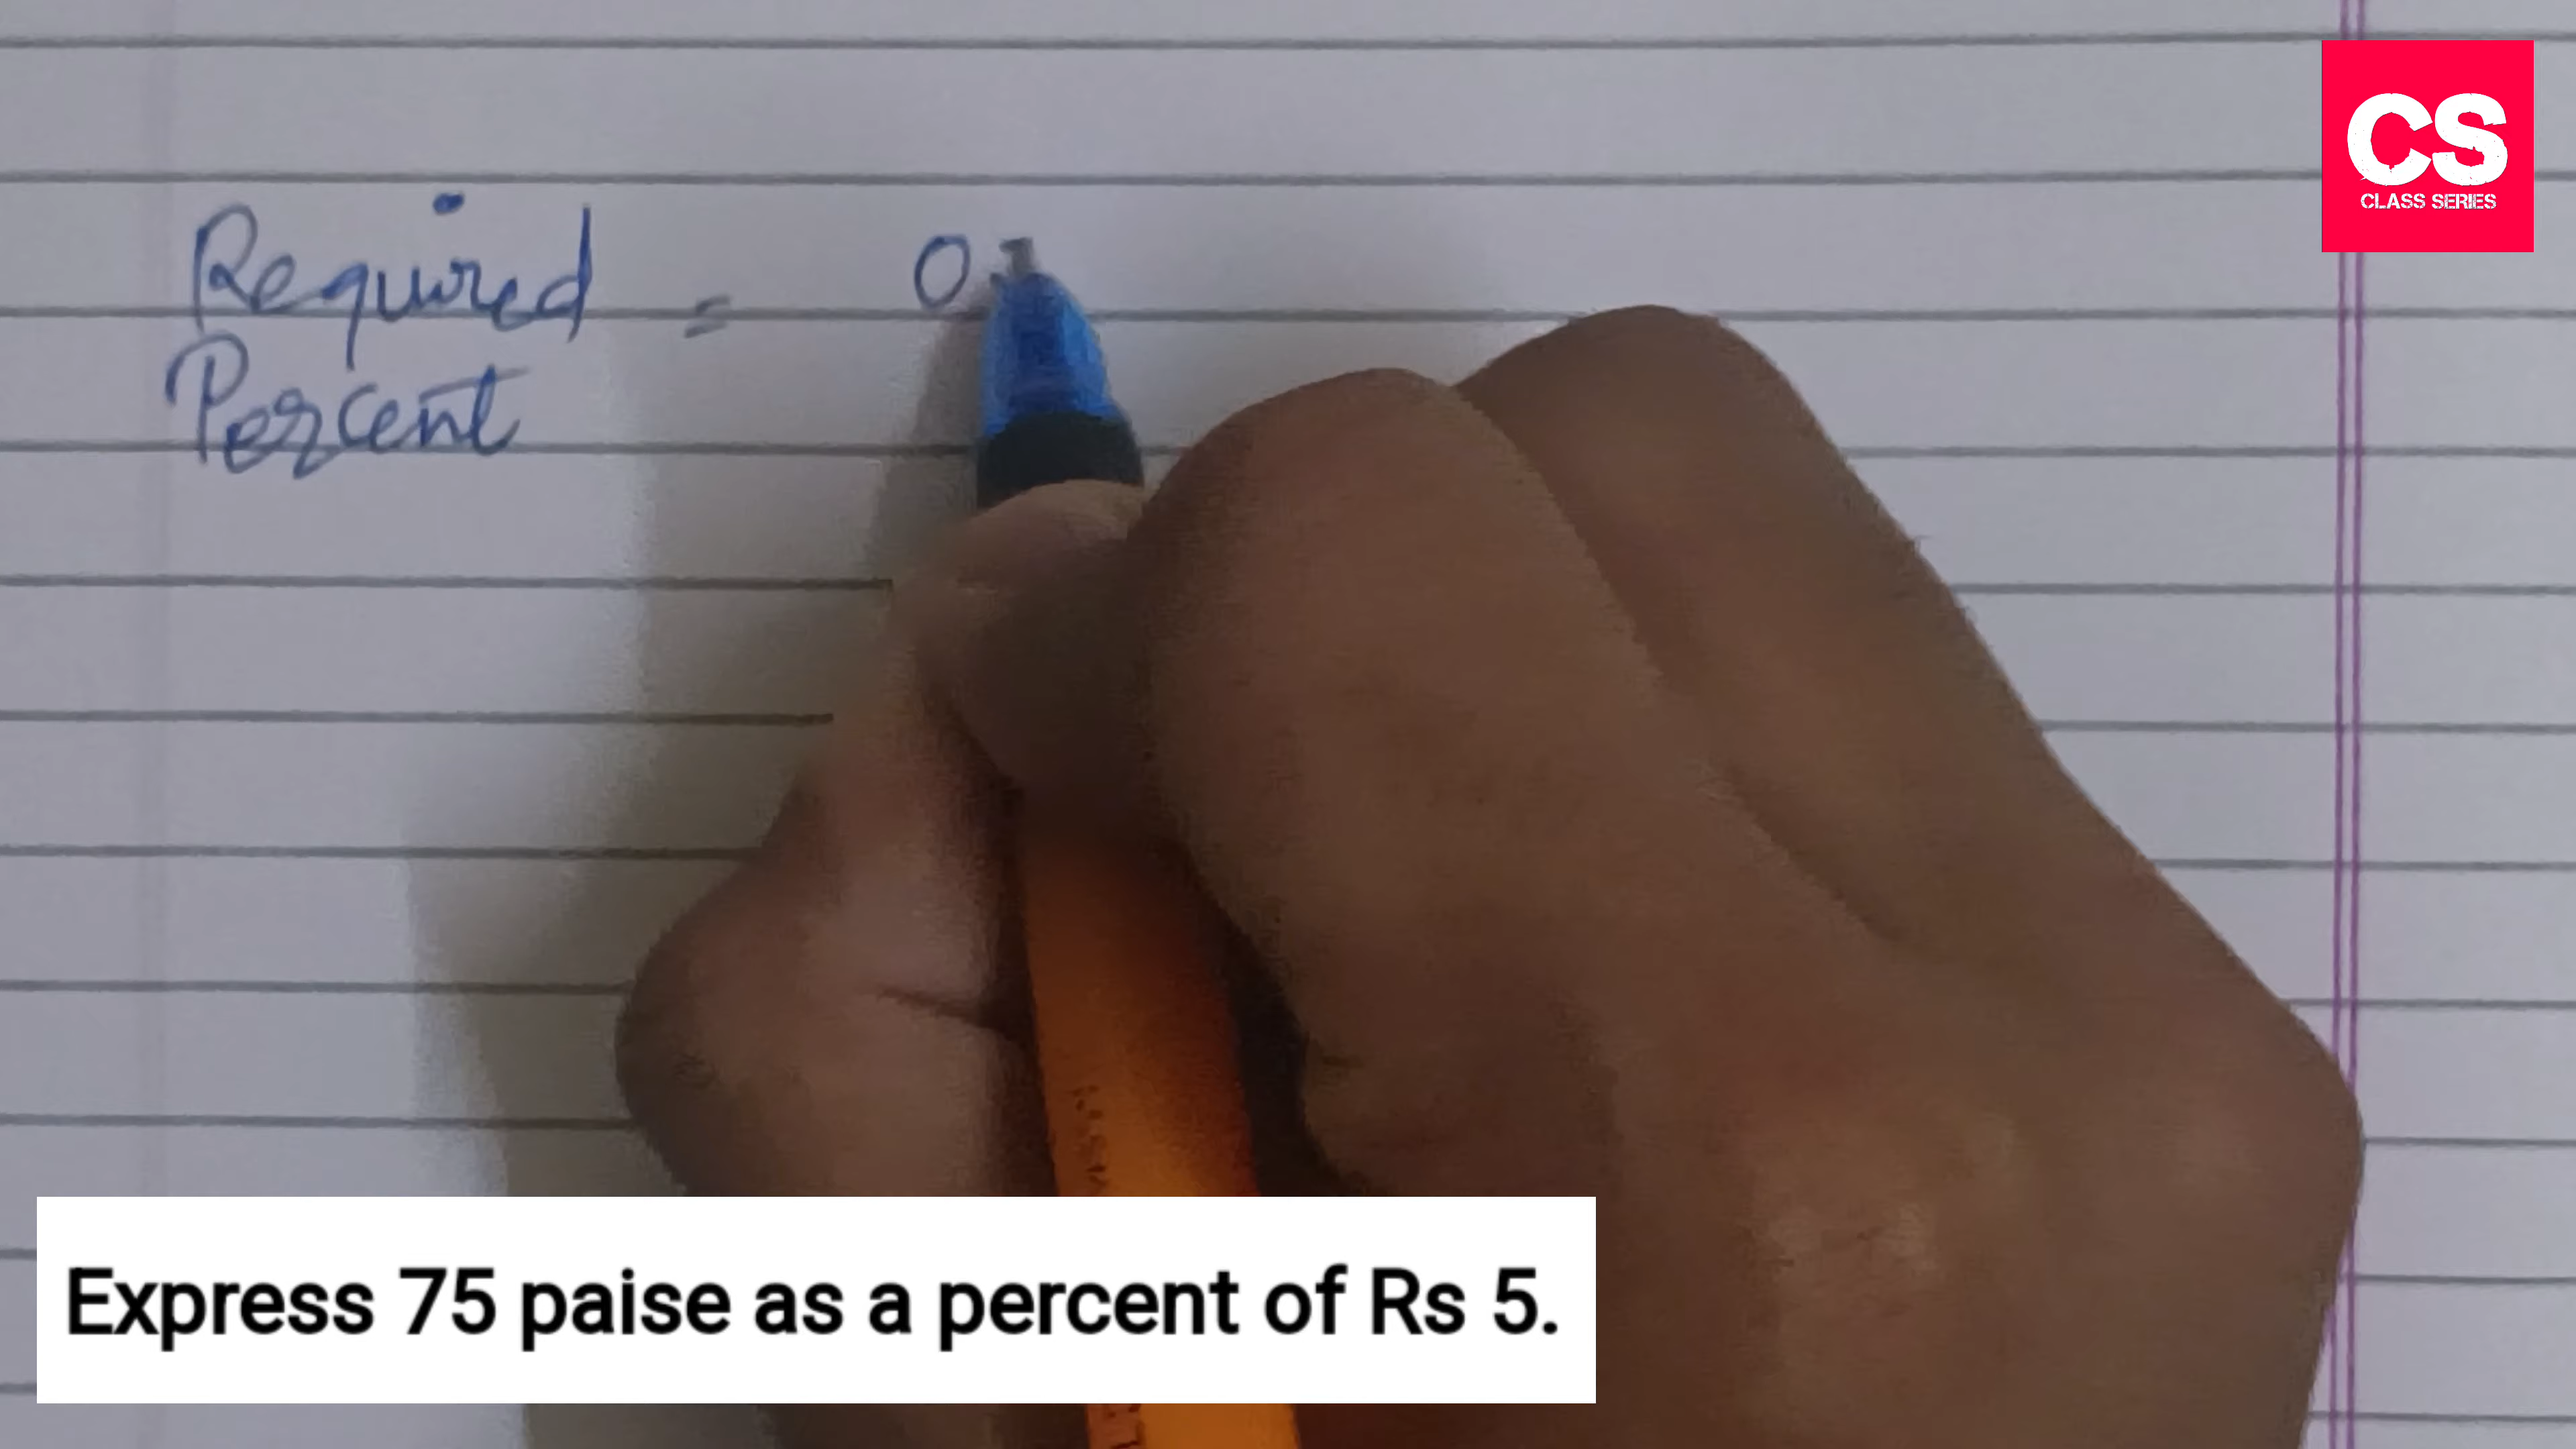 Required = 0
Percent
CS
CLASS SERIES
Express 75 paise as a percent of Rs 5.